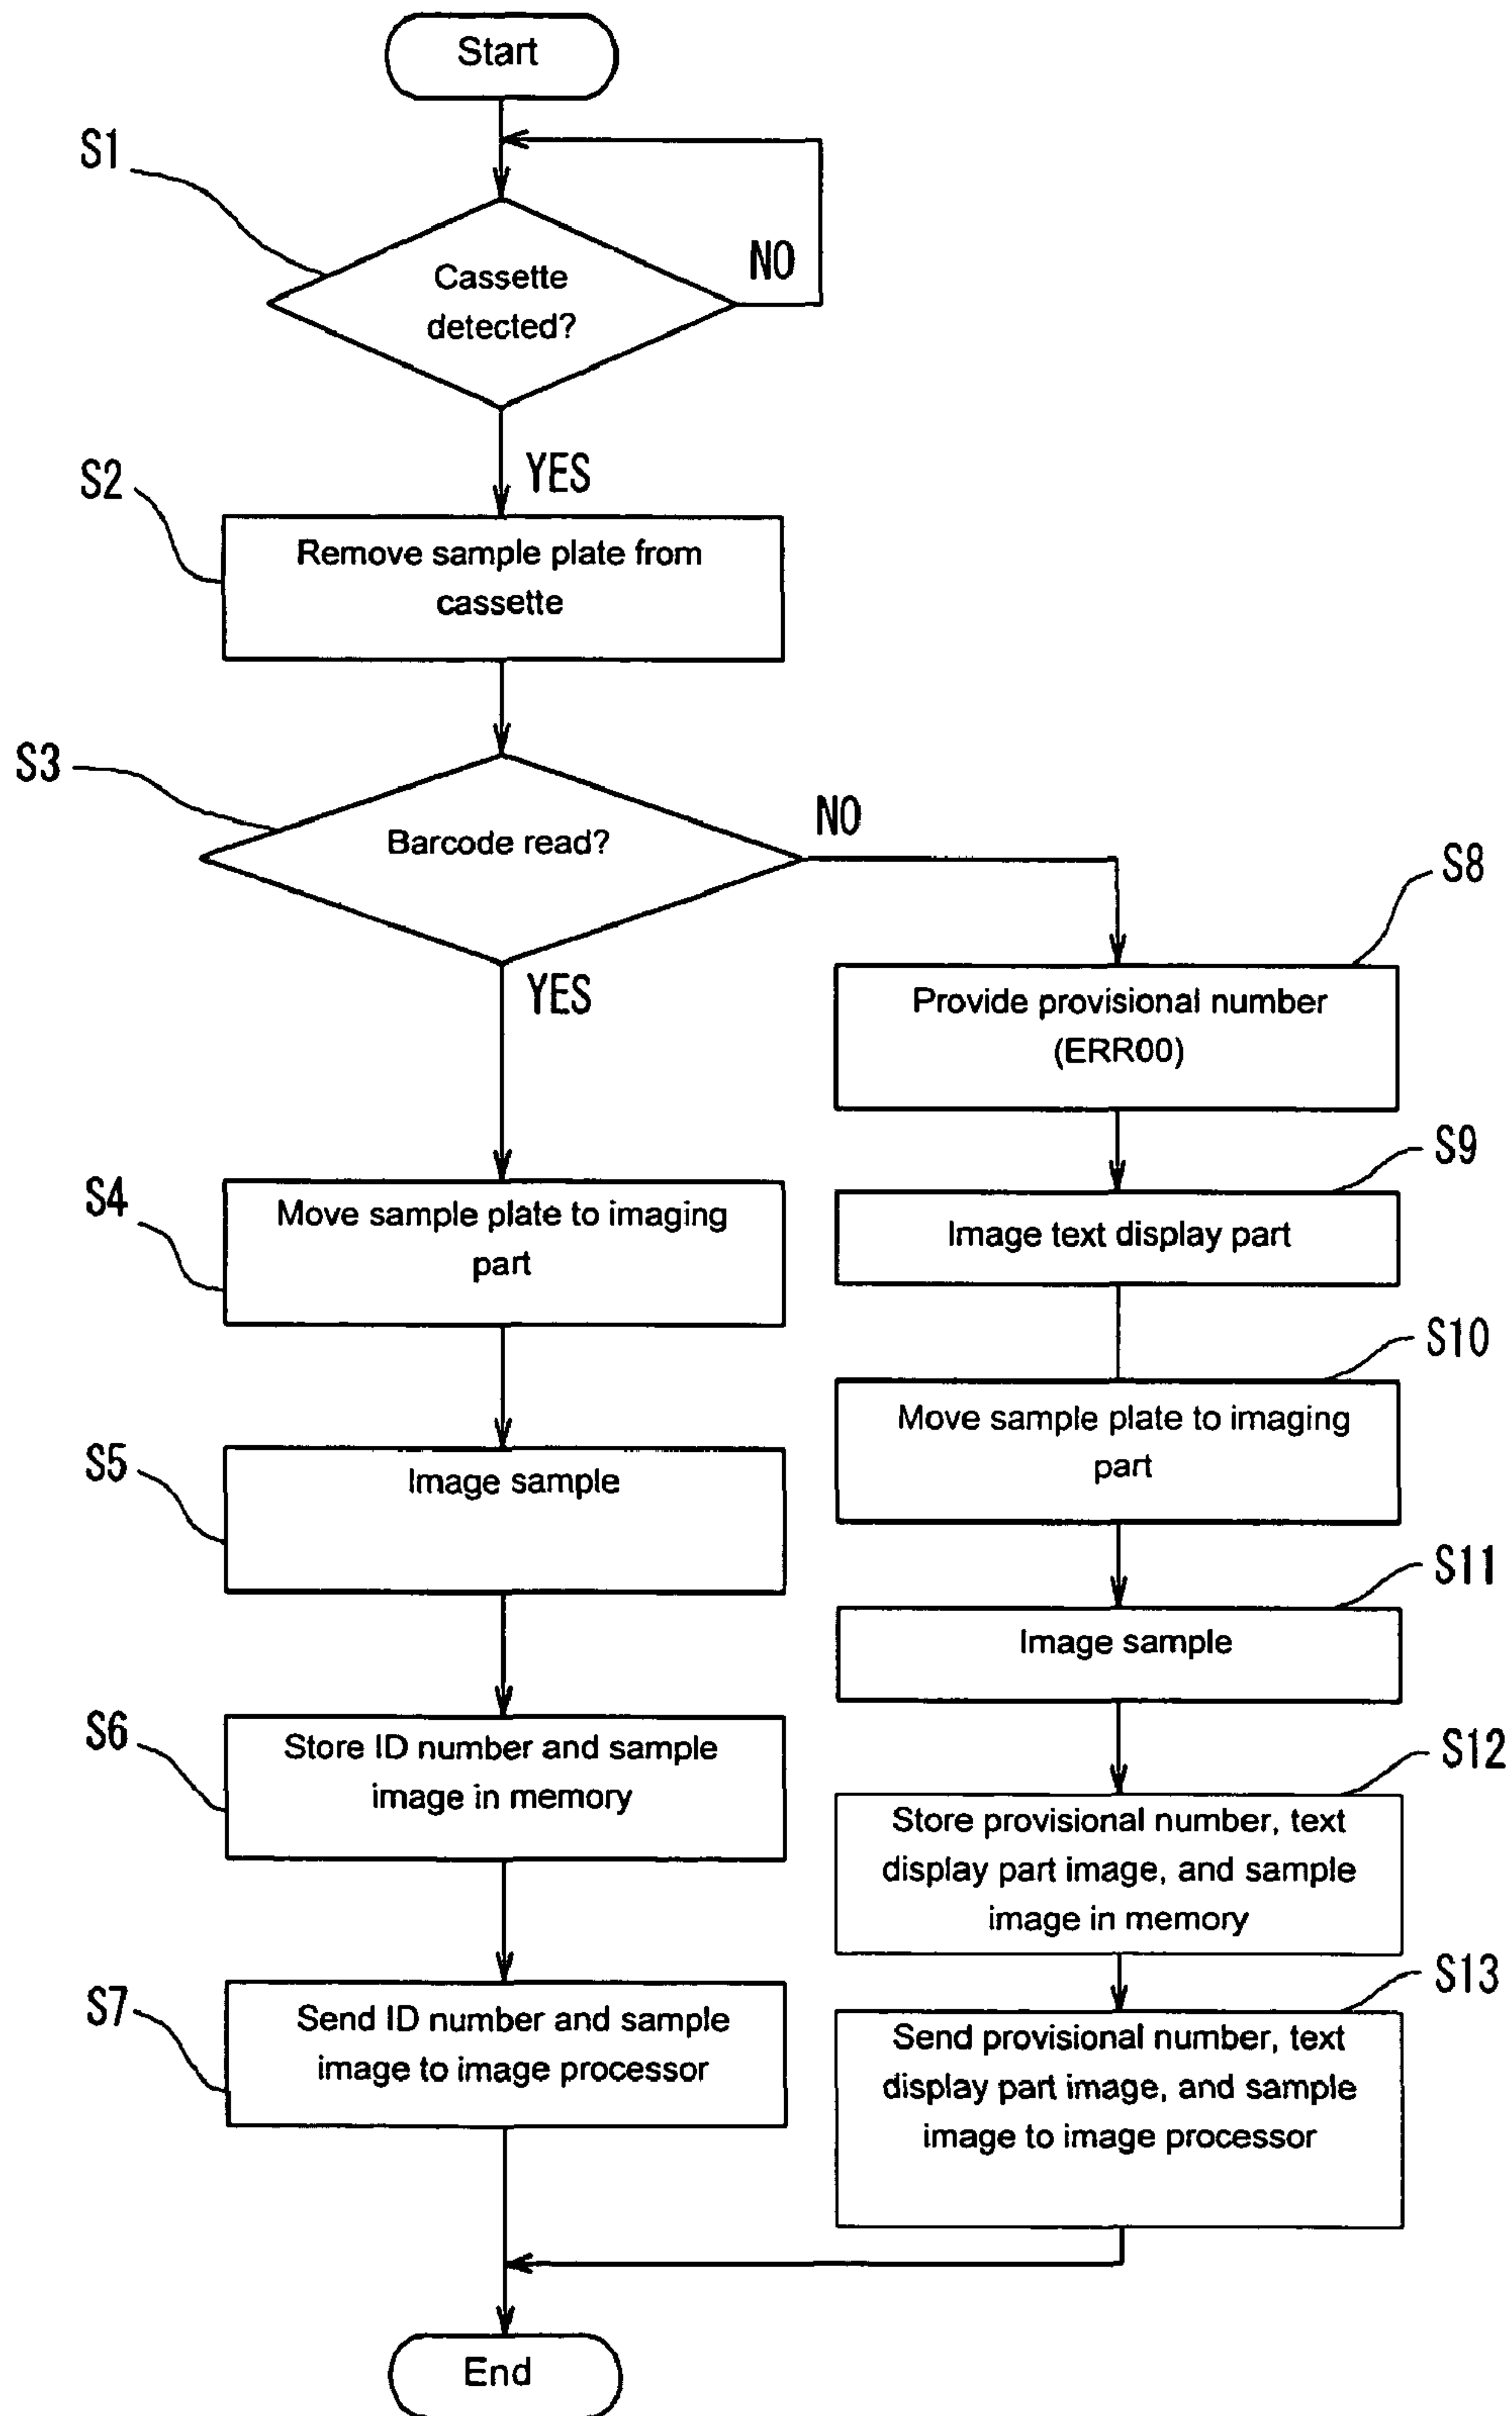 Start
S1
Cassette
detected?
NO
YES
S2
Remove sample plate from
cassette
S3
Barcode read?
NO
YES
S4
Move sample plate to imaging
part
S5
Image sample
S6
Store ID number and sample
image in memory
S7
Send ID number and sample
image to image processor
S8
Provide provisional number
(ERR00)
S9
Image text display part
S10
Move sample plate to imaging
part
S11
Image sample
S12
Store provisional number, text
display part image, and sample
image in memory
S13
Send provisional number, text
display part image, and sample
image to image processor
End